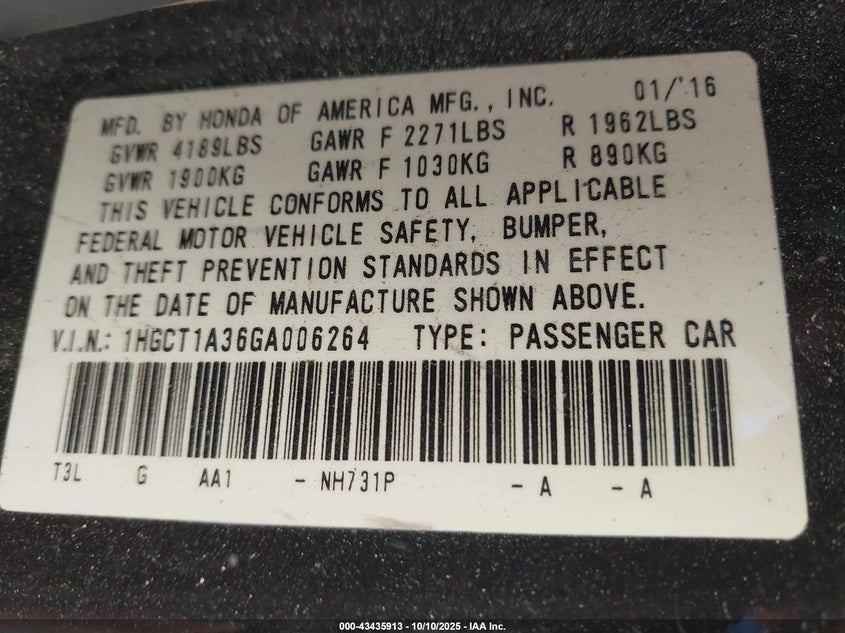 MFD. BY HONDA OF AMERICA MFG., INC. 01/'16
GVWR 4189LBS GAWR F 2271LBS R 1962LBS
GVWR 1900KG GAWR F 1030KG R 890KG
THIS VEHICLE CONFORMS TO ALL APPLICABLE
FEDERAL MOTOR VEHICLE SAFETY, BUMPER,
AND THEFT PREVENTION STANDARDS IN EFFECT
ON THE DATE OF MANUFACTURE SHOWN ABOVE.
V.I.N.: 1HGCT1A36GA006264 TYPE: PASSENGER CAR
T3L G AA1 - NH731P - A - A
000-43435913 - 10/10/2025 - IAA Inc.